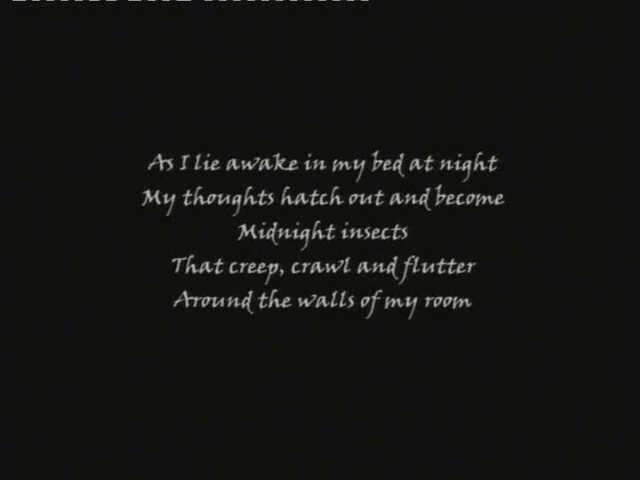 As I lie awake in my bed at night
My thoughts hatch out and become
Midnight insects
That creep, crawl and flutter
Around the walls of my room